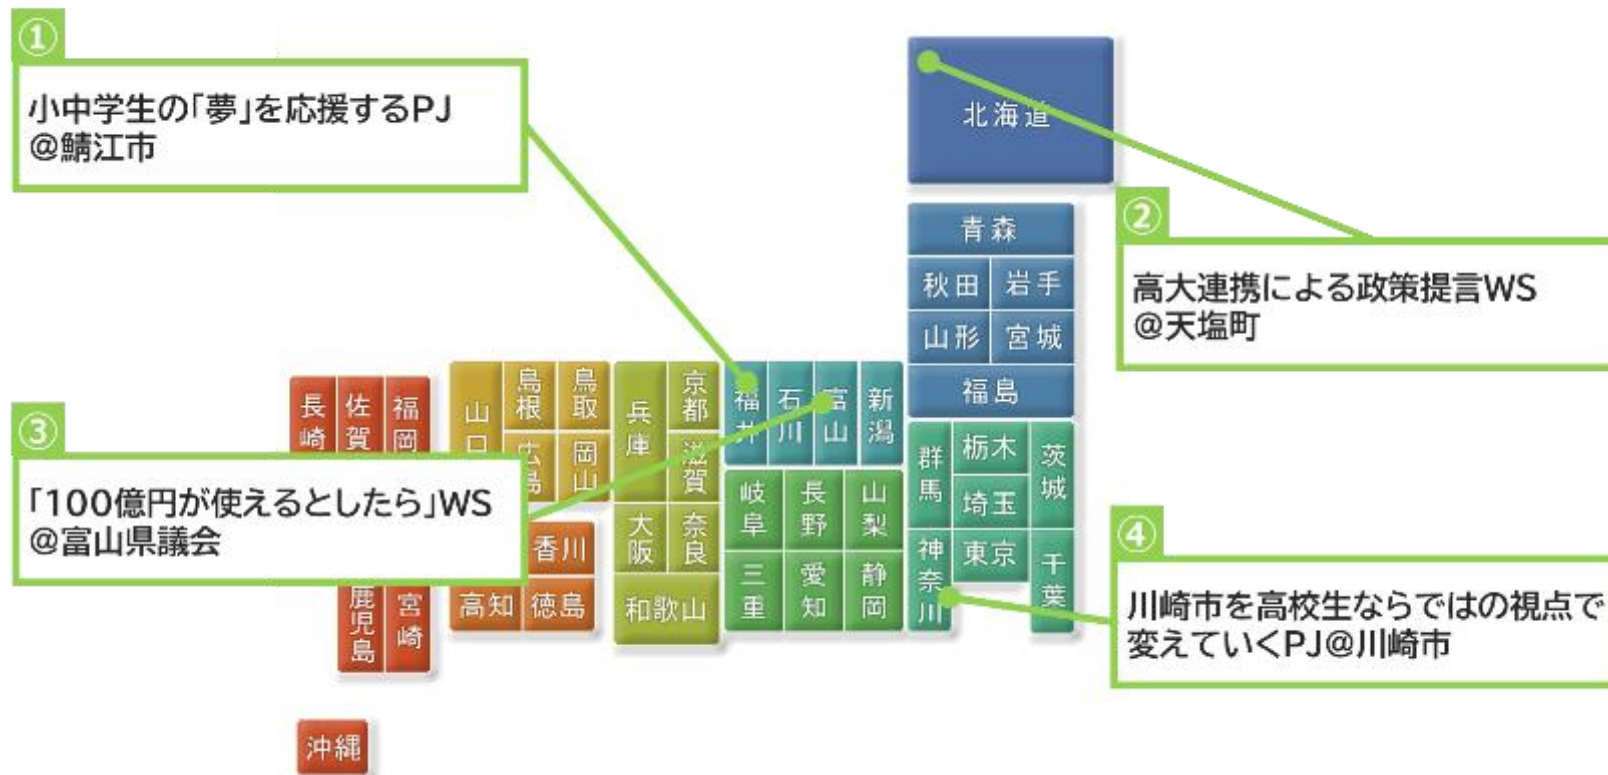 ①
小中学生の「夢」を応援するPJ
@鯖江市
北海道
②
高大連携による政策提言WS
@天塩町
青森
秋田
岩手
山形
宮城
福島
長崎
佐賀
福岡
山口
島根
鳥取
広島
岡山
兵庫
京都
滋賀
大阪
奈良
和歌山
福井
石川
富山
新潟
岐阜
長野
山梨
三重
愛知
静岡
群馬
栃木
茨城
埼玉
神奈川
東京
千葉
③
「100億円が使えるとしたら」WS
@富山県議会
香川
高知
徳島
鹿児島
宮崎
④
川崎市を高校生ならではの視点で
変えていくPJ@川崎市
沖縄